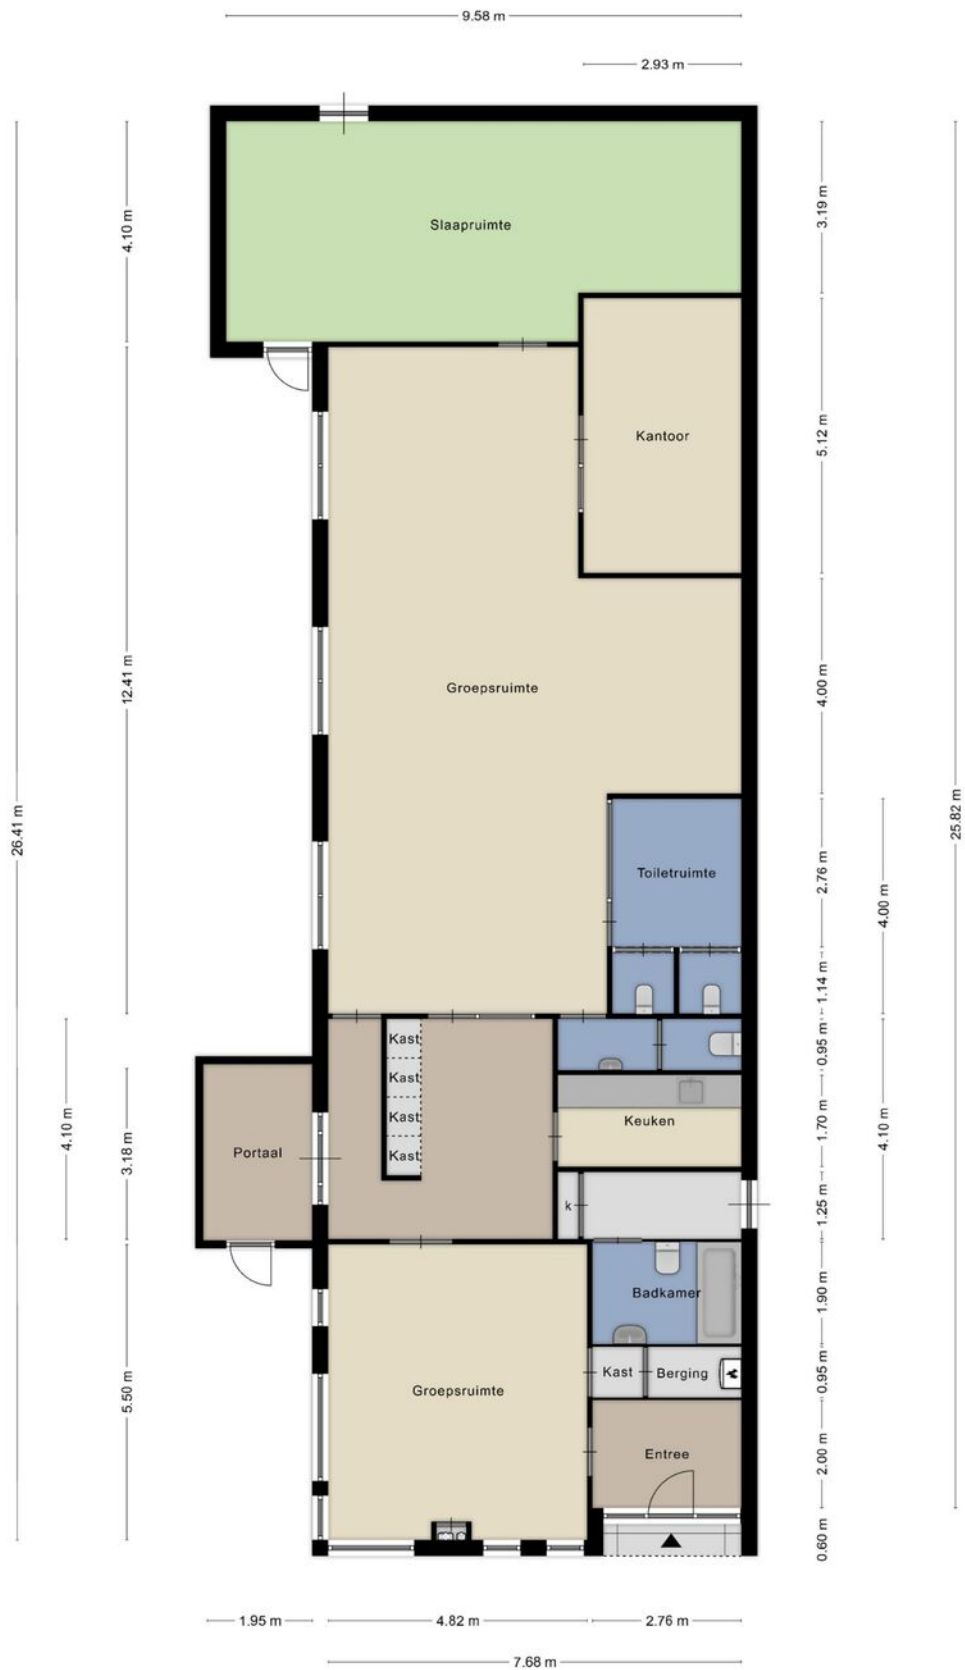 9.58 m
2.93 m
4.10 m
3.19 m
Slaapruimte
5.12 m
Kantoor
12.41 m
Groepsruimte
4.00 m
26.41 m
25.82 m
2.76 m
Toiletruimte
4.00 m
1.14 m
0.95 m
Kast
Kast
Kast
Kast
Keuken
1.70 m
4.10 m
3.18 m
Portaal
4.10 m
k
1.25 m
Badkamer
1.90 m
Kast
Berging
0.95 m
5.50 m
Groepsruimte
Entree
2.00 m
0.60 m
1.95 m
4.82 m
2.76 m
7.68 m